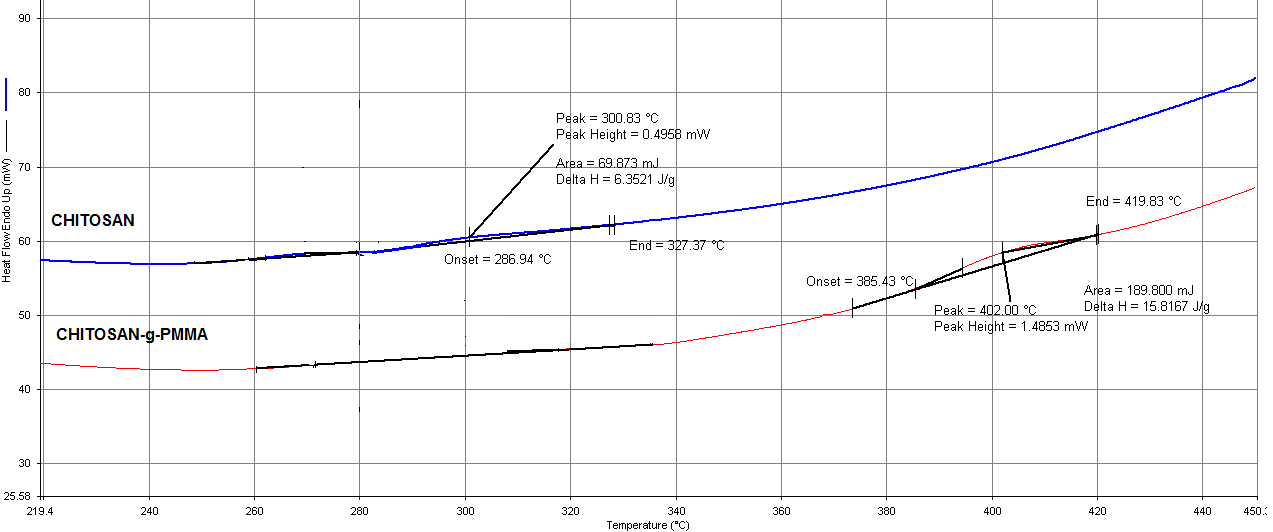 90
80
70
60
50
40
30
25.58
Heat Flow Endo Up (mW)
CHITOSAN
CHITOSAN-g-PMMA
Peak = 300.83 °C
Peak Height = 0.4958 mW
Area = 69.873 mJ
Delta H = 6.3521 J/g
End = 327.37 °C
Onset = 286.94 °C
End = 419.83 °C
Onset = 385.43 °C
Area = 189.800 mJ
Delta H = 15.8167 J/g
Peak = 402.00 °C
Peak Height = 1.4853 mW
219.4 240 260 280 300 320 340 360 380 400 420 440 450.3
Temperature (°C)